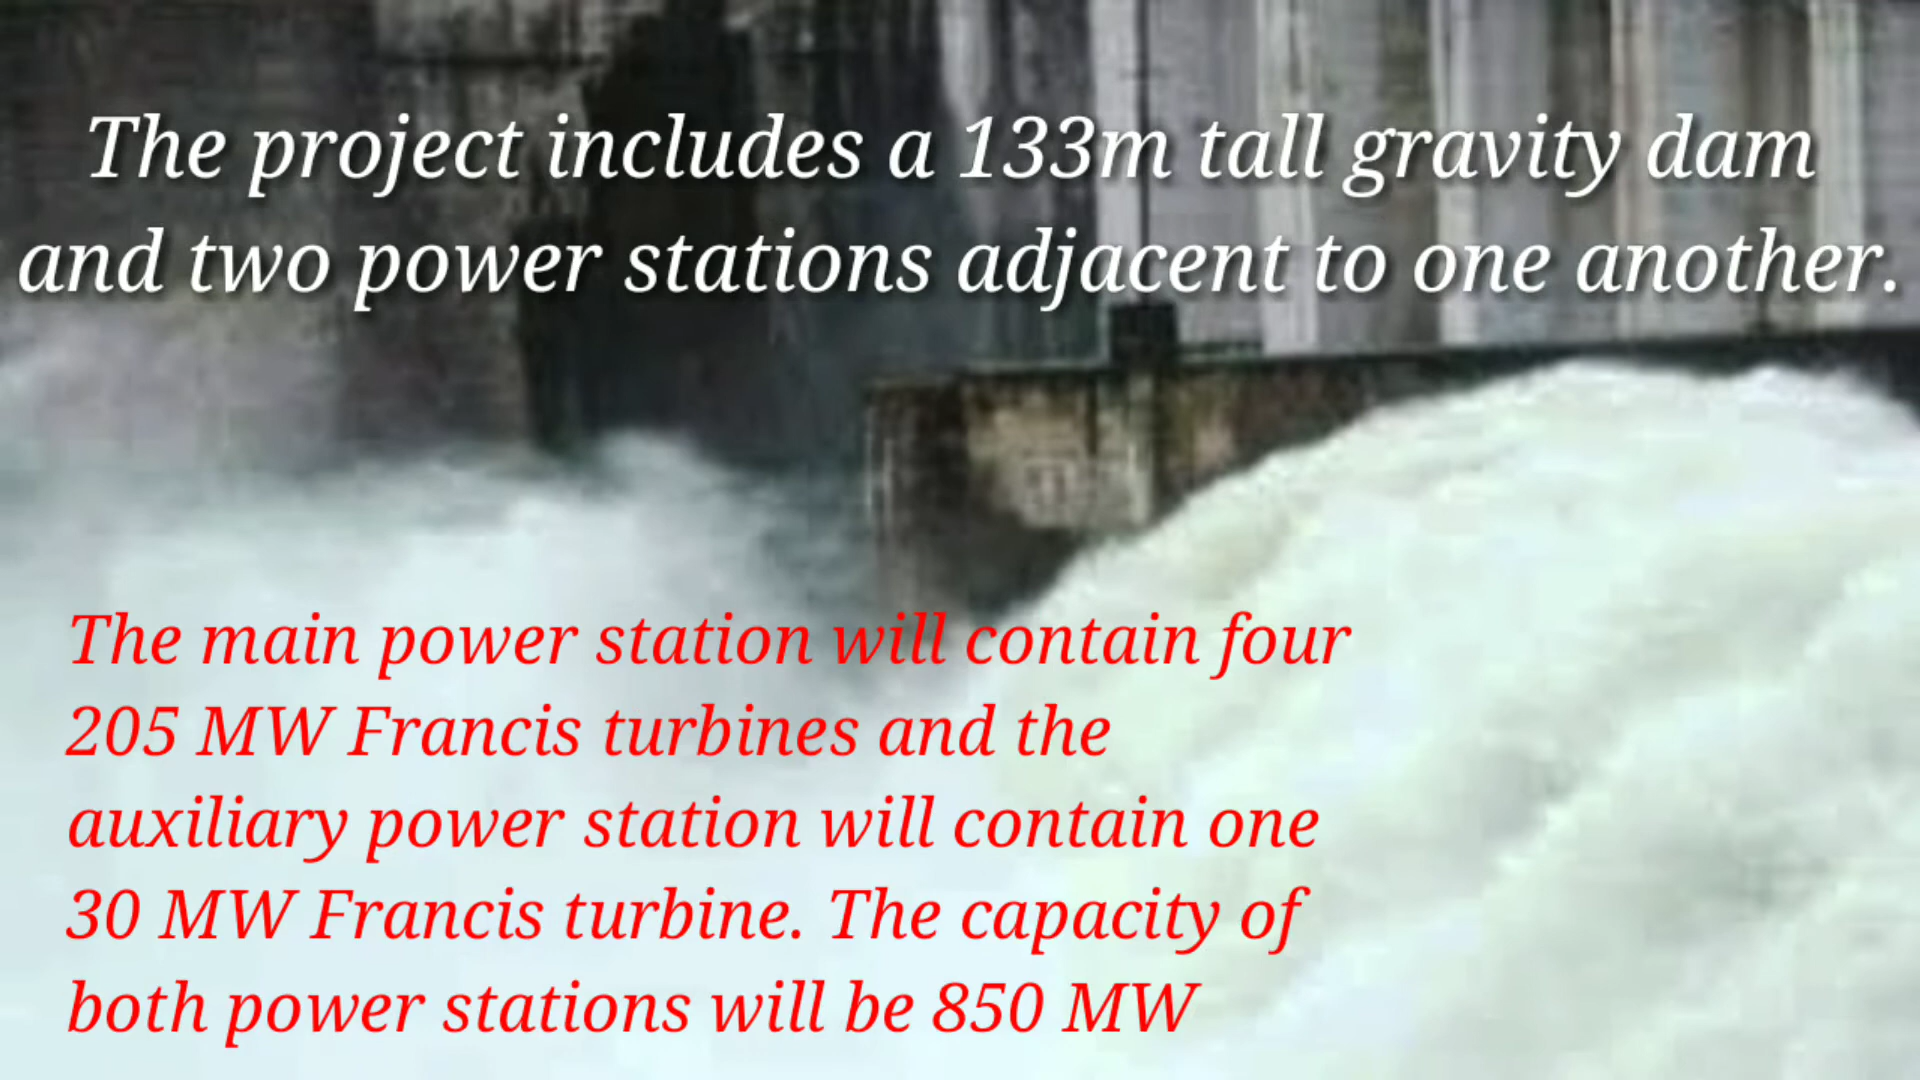 The project includes a 133m tall gravity dam
and two power stations adjacent to one another.
The main power station will contain four
205 MW Francis turbines and the
auxiliary power station will contain one
30 MW Francis turbine. The capacity of
both power stations will be 850 MW